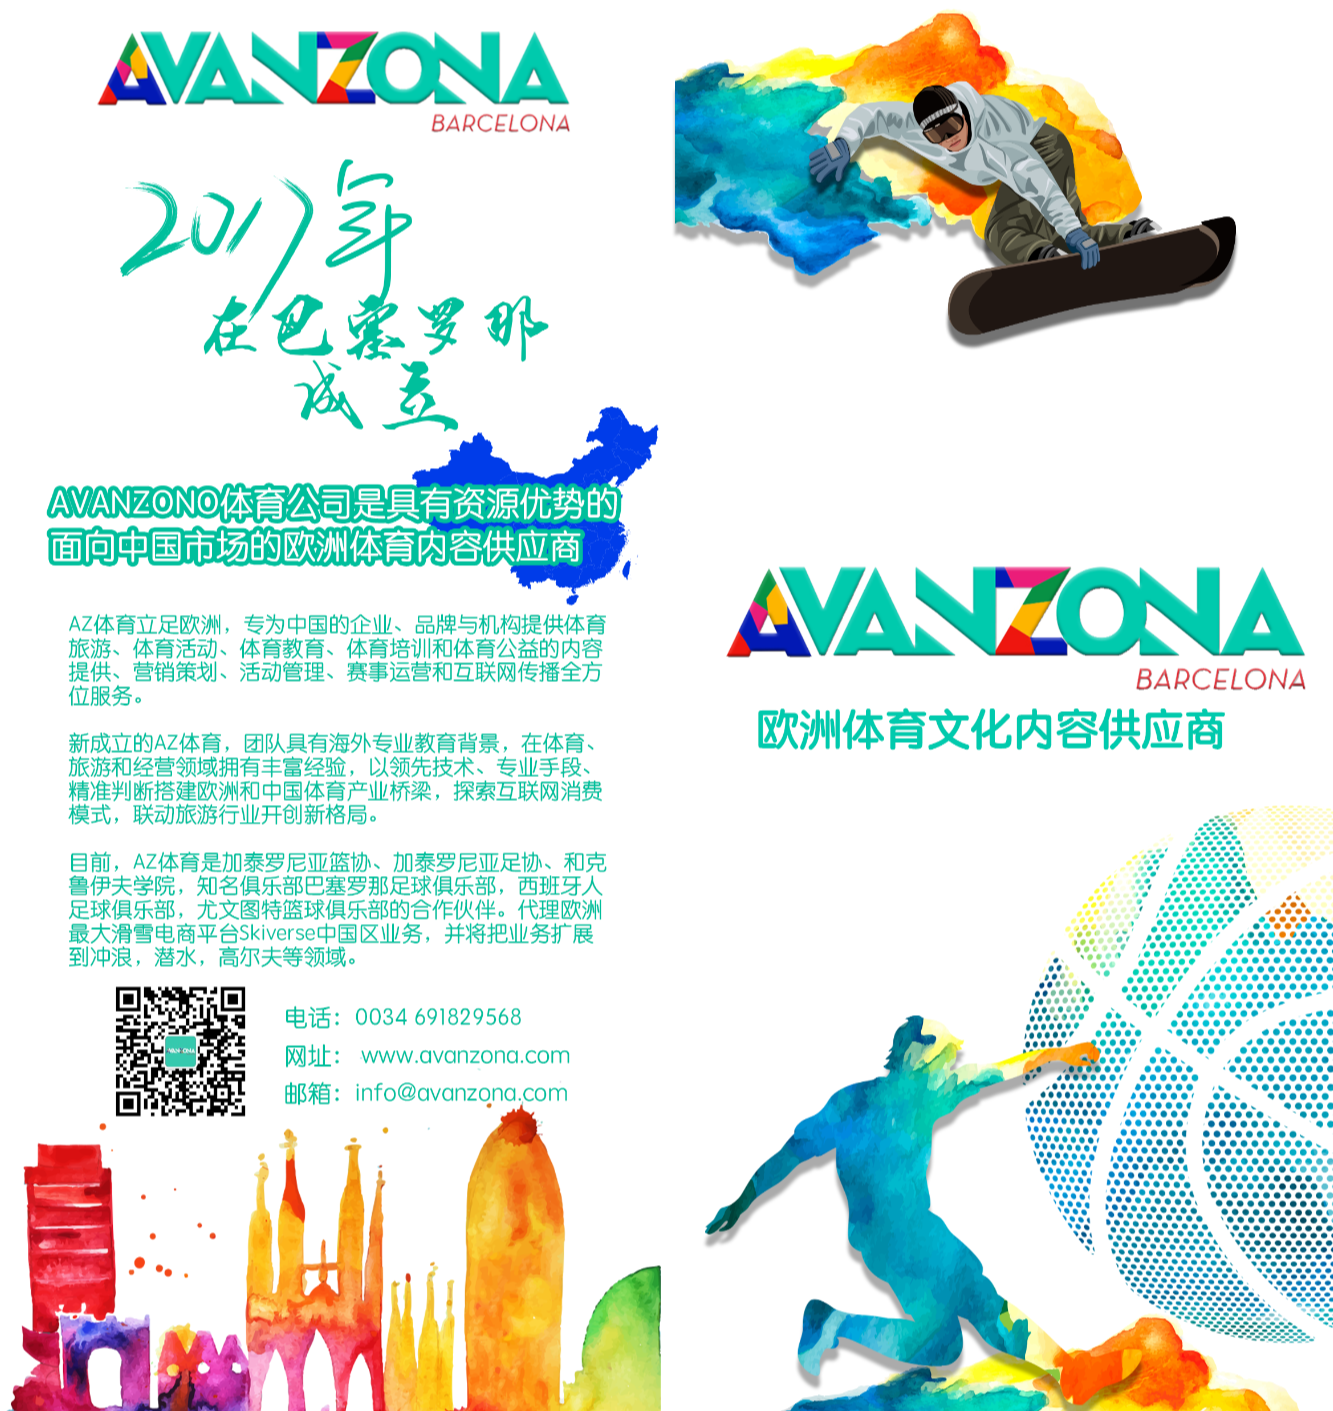 AVANZONA
BARCELONA
2017年
在巴塞罗那
成立
AVANZONO体育公司是具有资源优势的
面向中国市场的欧洲体育内容供应商
AZ体育立足欧洲，专为中国的企业、品牌与机构提供体育
旅游、体育活动、体育教育、体育培训和体育公益的内容
提供、营销策划、活动管理、赛事运营和互联网传播全方
位服务。
新成立的AZ体育，团队具有海外专业教育背景，在体育、
旅游和经营领域拥有丰富经验，以领先技术、专业手段、
精准判断搭建欧洲和中国体育产业桥梁，探索互联网消费
模式，联动旅游行业开创新格局。
目前，AZ体育是加泰罗尼亚篮协、加泰罗尼亚足协、和克
鲁伊夫学院，知名俱乐部巴塞罗那足球俱乐部，西班牙人
足球俱乐部，尤文图特篮球俱乐部的合作伙伴。代理欧洲
最大滑雪电商平台Skiverse中国区业务，并将把业务扩展
到冲浪，潜水，高尔夫等领域。
电话：0034 691829568
网址： www.avanzona.com
邮箱：info@avanzona.com
AVANZONA
BARCELONA
欧洲体育文化内容供应商